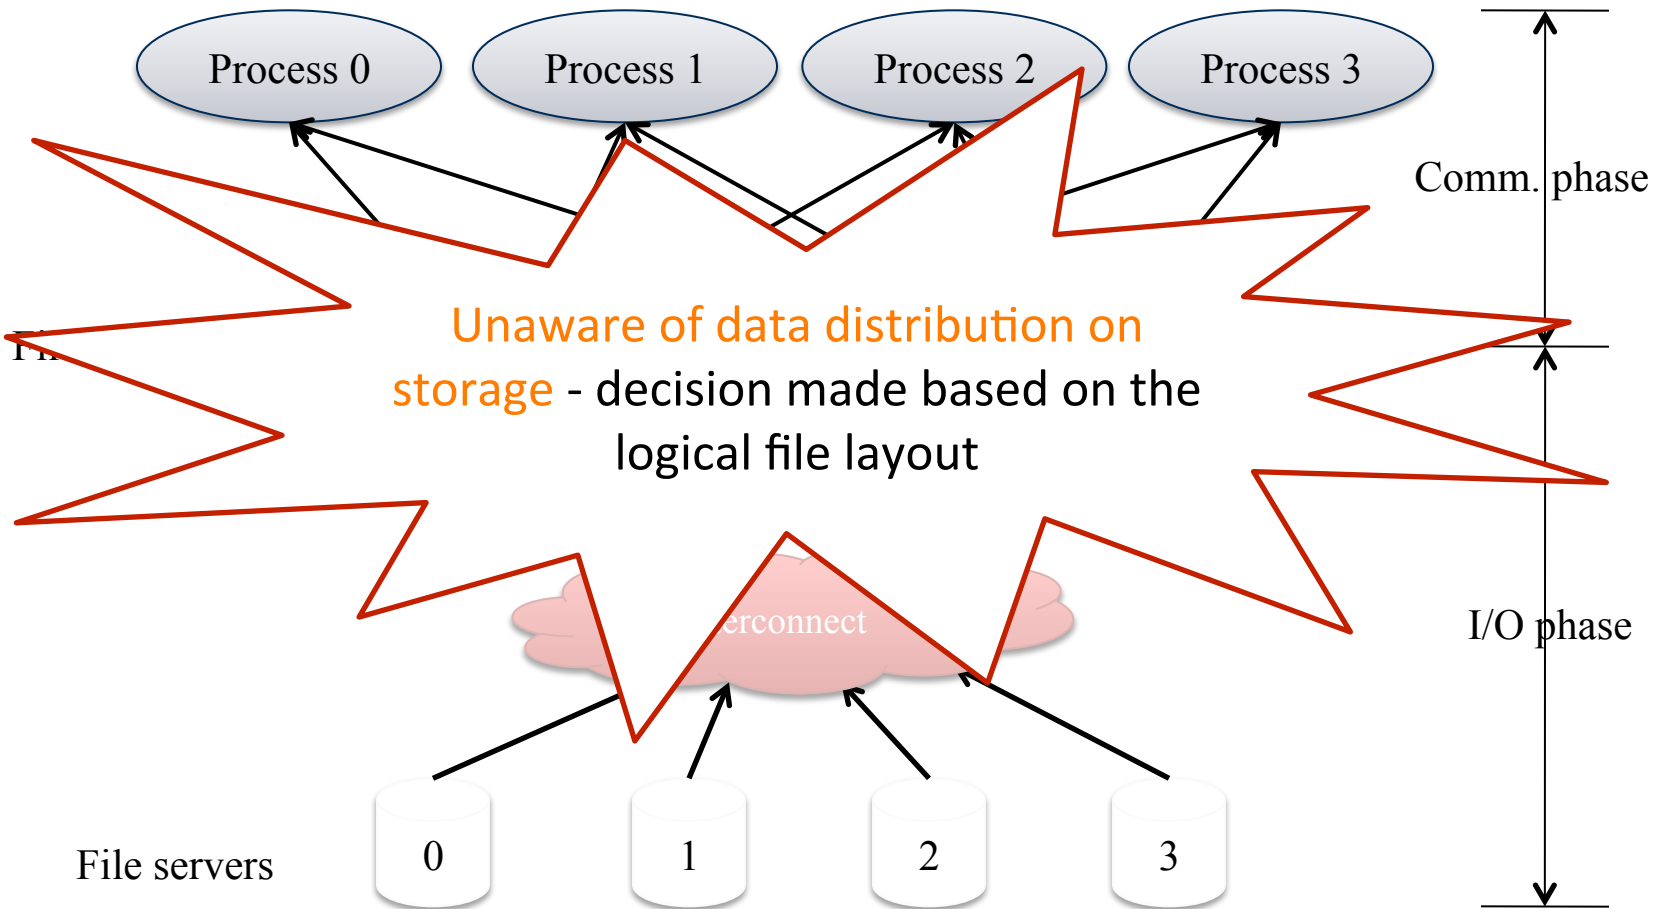 Process 0 Process 1 Process 2 Process 3
Comm. phase
Unaware of data distribution on
storage - decision made based on the
logical file layout
I/O phase
File servers 0 1 2 3